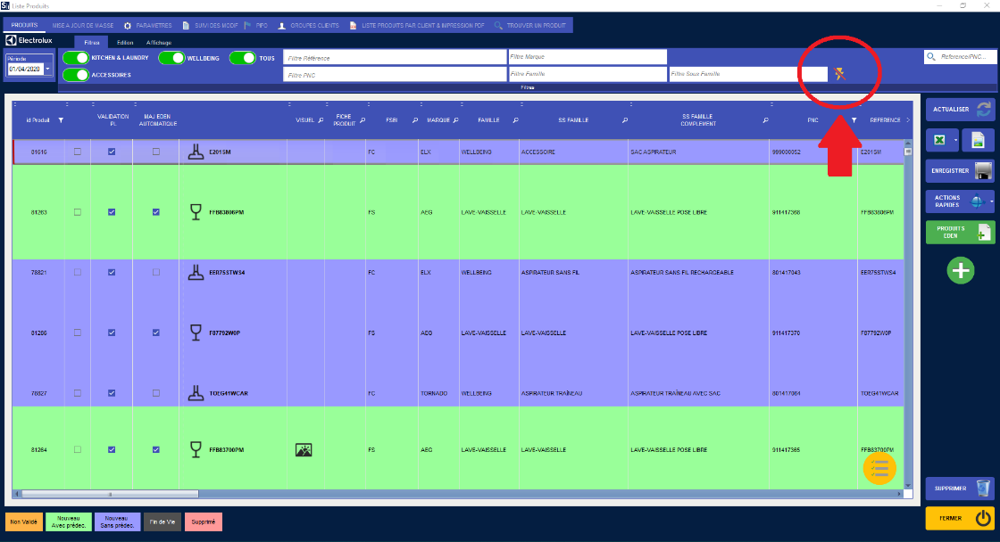 Liste Produits
PRODUITS MISE A JOUR DE MASSE PARAMETRES SUIVI DES MODIF PIPO GROUPES CLIENTS LISTE PRODUITS PAR CLIENT & IMPRESSION PDF TROUVER UN PRODUIT
Electrolux Filtres Edition Affichage
Période
01/04/2020
KITCHEN & LAUNDRY WELLBEING TOUS Filtre Référence Filtre Marque Reference/PNC...
ACCESSOIRES Filtre PNC Filtre Famille Filtre Sous Famille
Filtres
id Produit VALIDATION PL MAJ EDEN AUTOMATIQUE VISUEL FICHE PRODUIT FSBI MARQUE FAMILLE SS FAMILLE SS FAMILLE COMPLEMENT PNC REFERENCE
81616 E201SM FC ELX WELLBEING ACCESSOIRE SAC ASPIRATEUR 999000052 E201SM
81263 FFB83806PM FS AEG LAVE-VAISSELLE LAVE-VAISSELLE LAVE-VAISSELLE POSE LIBRE 911417368 FFB83806PM
78821 EER75STWS4 FC ELX WELLBEING ASPIRATEUR SANS FIL ASPIRATEUR SANS FIL RECHARGEABLE 801417043 EER75STWS4
81286 F87792W0P FS AEG LAVE-VAISSELLE LAVE-VAISSELLE LAVE-VAISSELLE POSE LIBRE 911417370 F87792W0P
78827 TOEG41WCAR FC TORNADO WELLBEING ASPIRATEUR TRAÎNEAU ASPIRATEUR TRAÎNEAU AVEC SAC 801417064 TOEG41WCAR
81264 FFB83700PM FS AEG LAVE-VAISSELLE LAVE-VAISSELLE LAVE-VAISSELLE POSE LIBRE 911417365 FFB83700PM
ACTUALISER
ENREGISTRER
ACTIONS
RAPIDES
PRODUITS
EDEN
SUPPRIMER
FERMER
Non Validé
Nouveau
Avec prédec.
Nouveau
Sans prédec.
Fin de Vie
Supprimé